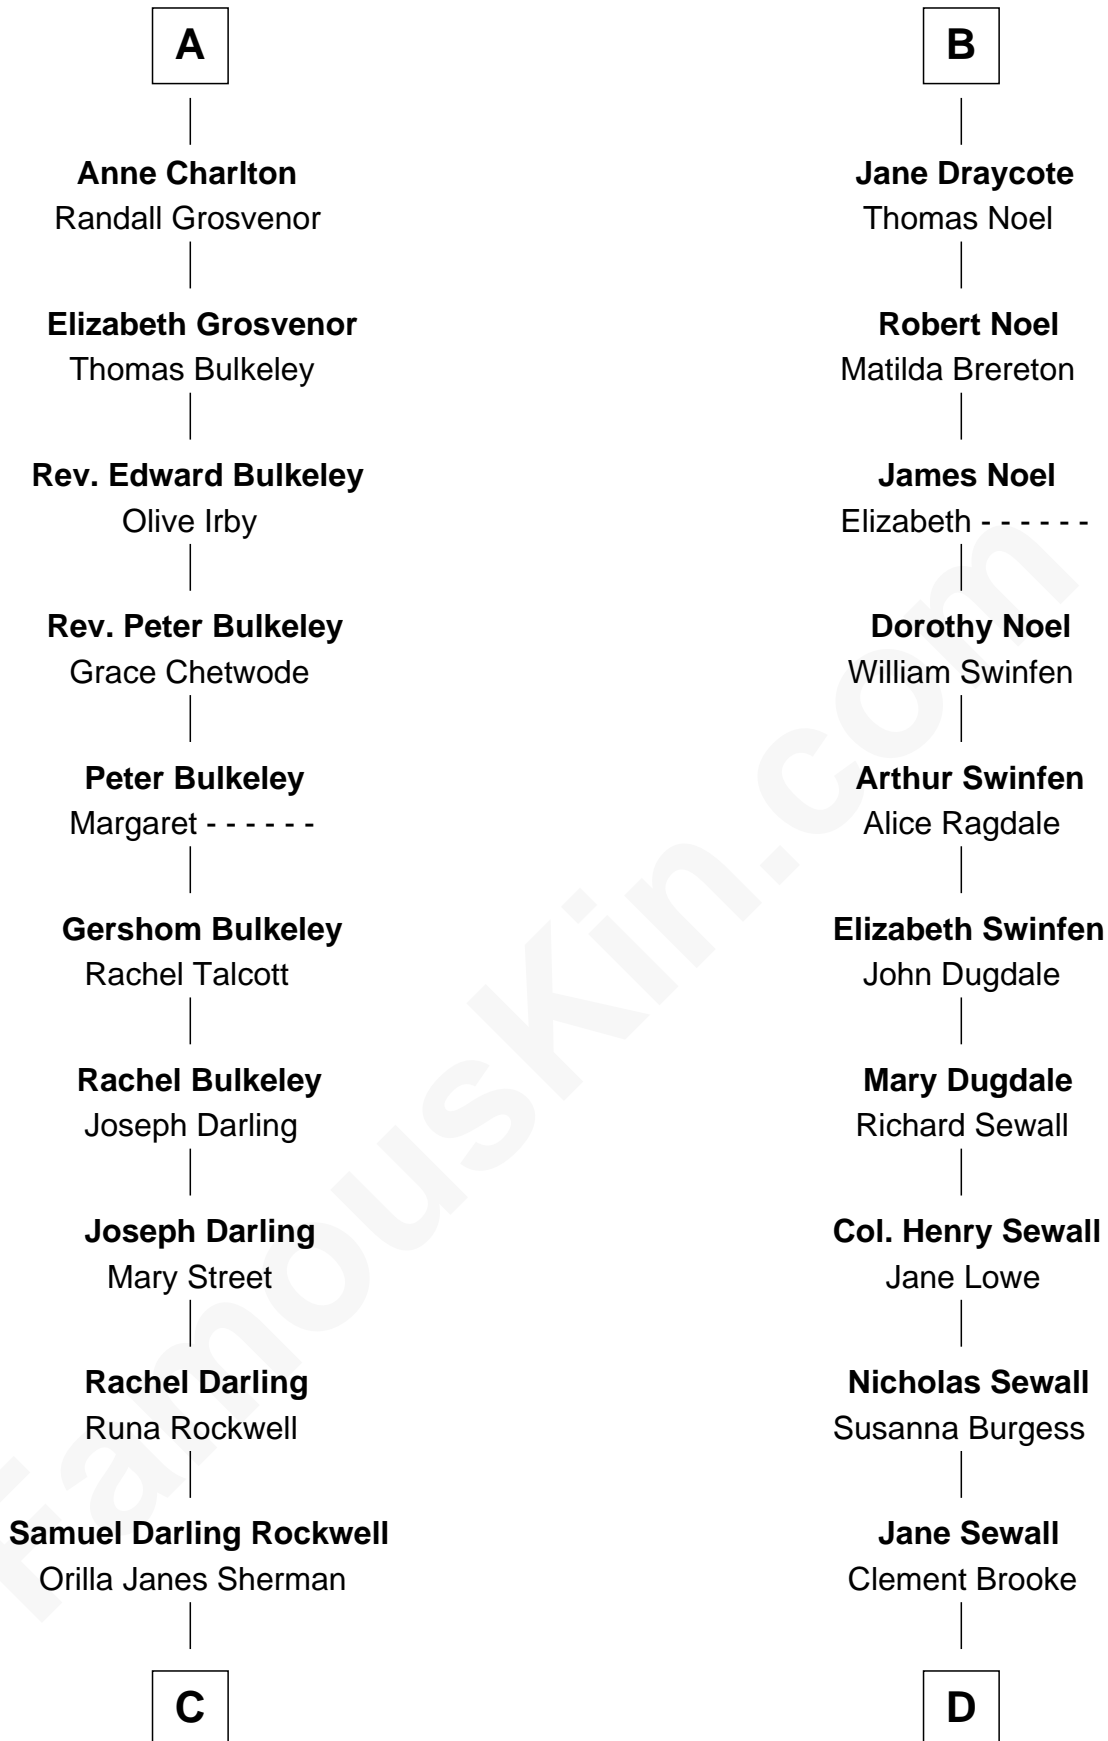 A
Anne Charlton
Randall Grosvenor
Elizabeth Grosvenor
Thomas Bulkeley
Rev. Edward Bulkeley
Olive Irby
Rev. Peter Bulkeley
Grace Chetwode
Peter Bulkeley
Margaret - - - - - -
Gershom Bulkeley
Rachel Talcott
Rachel Bulkeley
Joseph Darling
Joseph Darling
Mary Street
Rachel Darling
Runa Rockwell
Samuel Darling Rockwell
Orilla Janes Sherman
C
B
Jane Draycote
Thomas Noel
Robert Noel
Matilda Brereton
James Noel
Elizabeth - - - - - -
Dorothy Noel
William Swinfen
Arthur Swinfen
Alice Ragdale
Elizabeth Swinfen
John Dugdale
Mary Dugdale
Richard Sewall
Col. Henry Sewall
Jane Lowe
Nicholas Sewall
Susanna Burgess
Jane Sewall
Clement Brooke
D
FamousKin.com